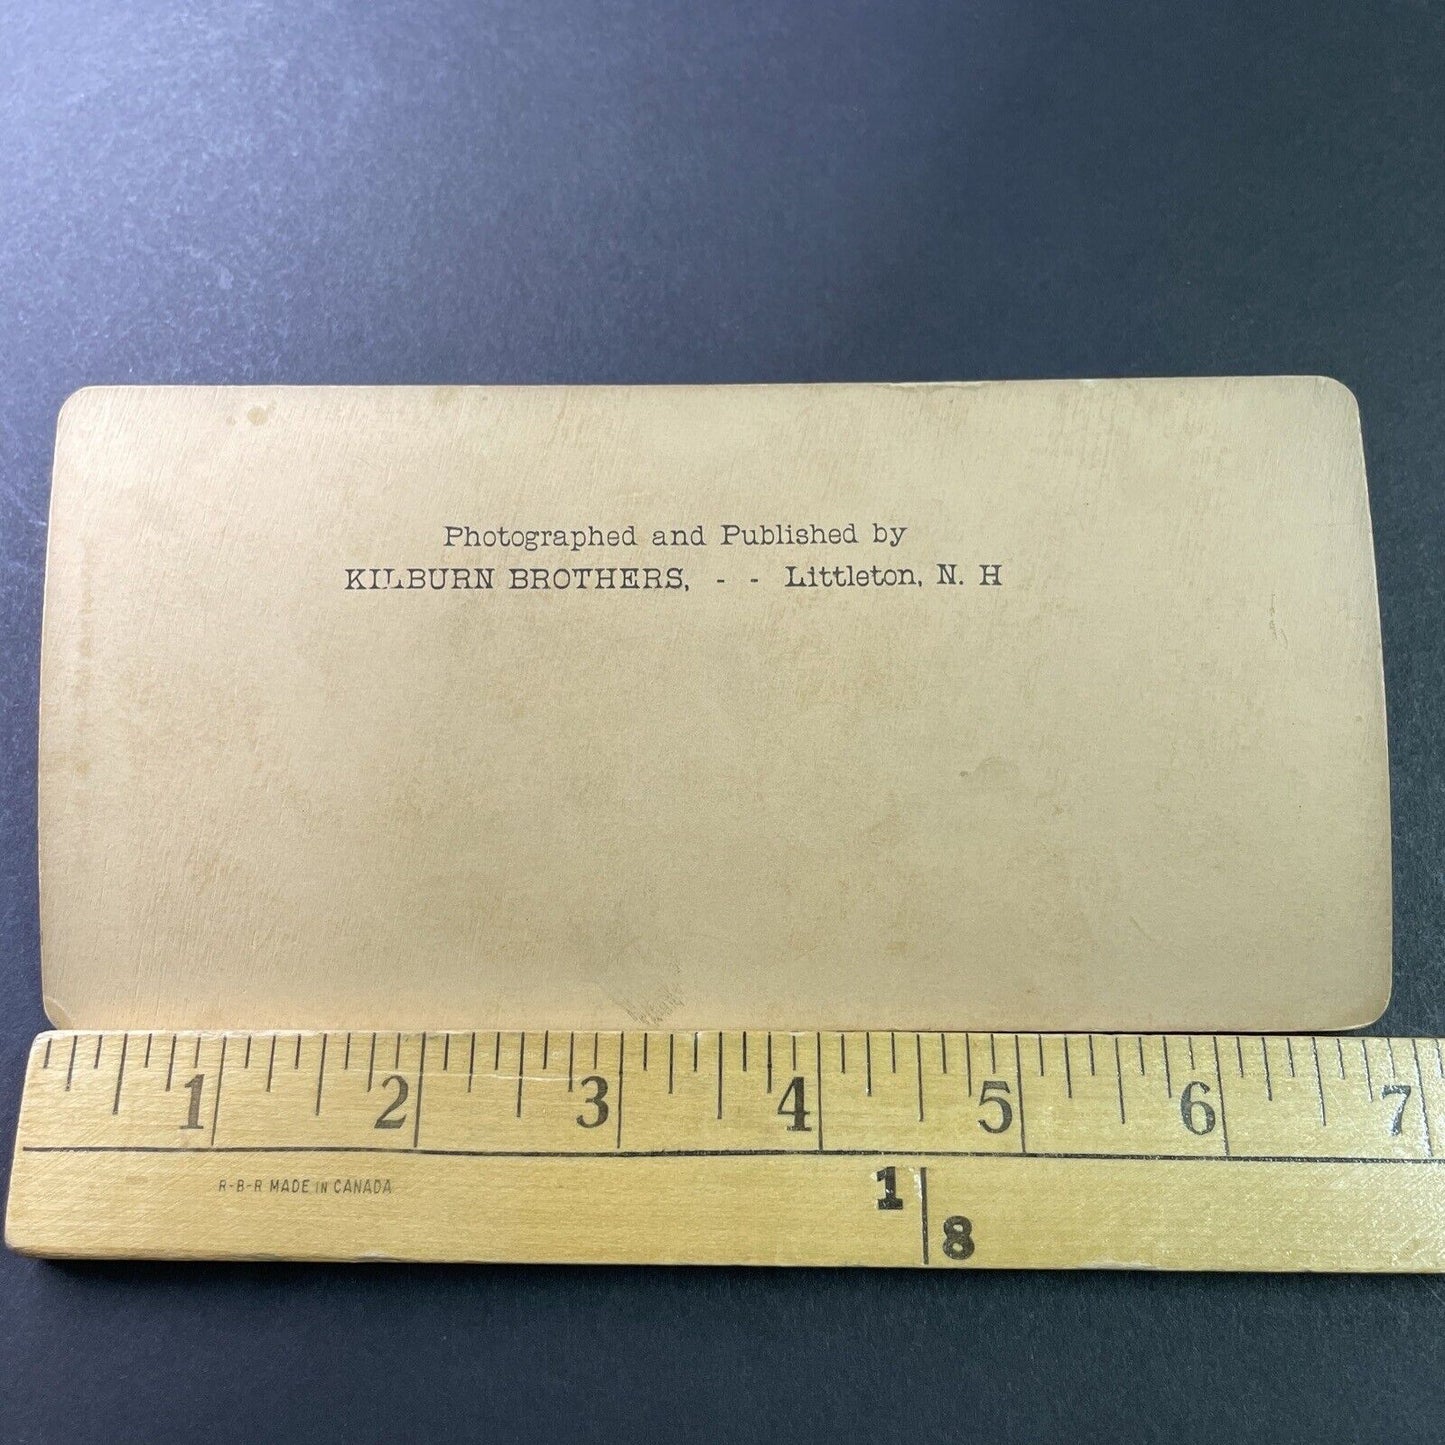 Photographed and Published by
KILBURN BROTHERS, - - Littleton, N. H
1 2 3 4 5 6 7
R-B-R MADE IN CANADA
1
8